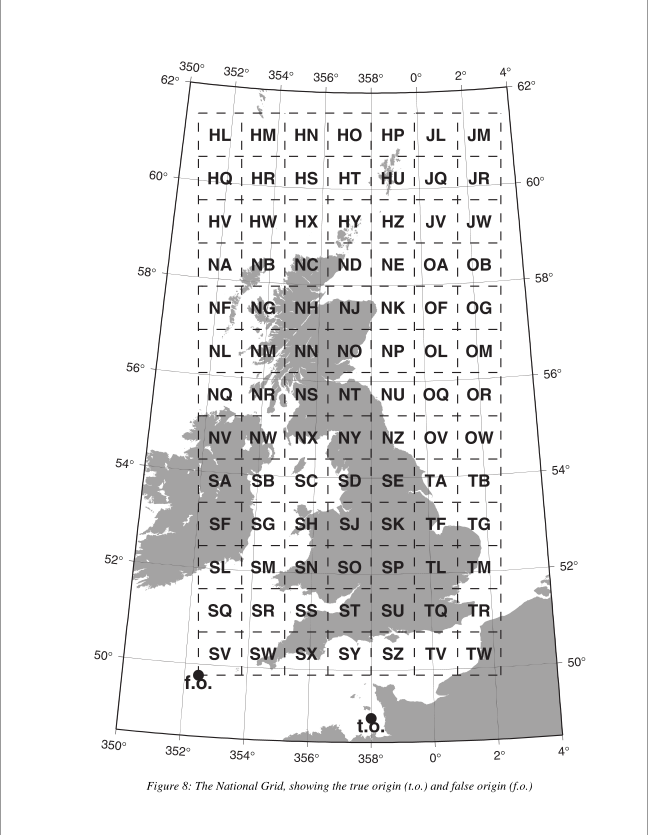 350°
352°
354°
356°
358°
0°
2°
4°
62°
62°
HL HM HN HO HP JL JM
60°
HQ HR HS HT HU JQ JR
60°
HV HW HX HY HZ JV JW
58°
NA NB NC ND NE OA OB
58°
NF NG NH NJ NK OF OG
NL NM NN NO NP OL OM
56°
56°
NQ NR NS NT NU OQ OR
NV NW NX NY NZ OV OW
54°
54°
SA SB SC SD SE TA TB
SF SG SH SJ SK TF TG
52°
SL SM SN SO SP TL TM
52°
SQ SR SS ST SU TQ TR
50°
SV SW SX SY SZ TV TW
50°
f.o.
t.o.
350°
352°
354°
356°
358°
0°
2°
4°
Figure 8: The National Grid, showing the true origin (t.o.) and false origin (f.o.)